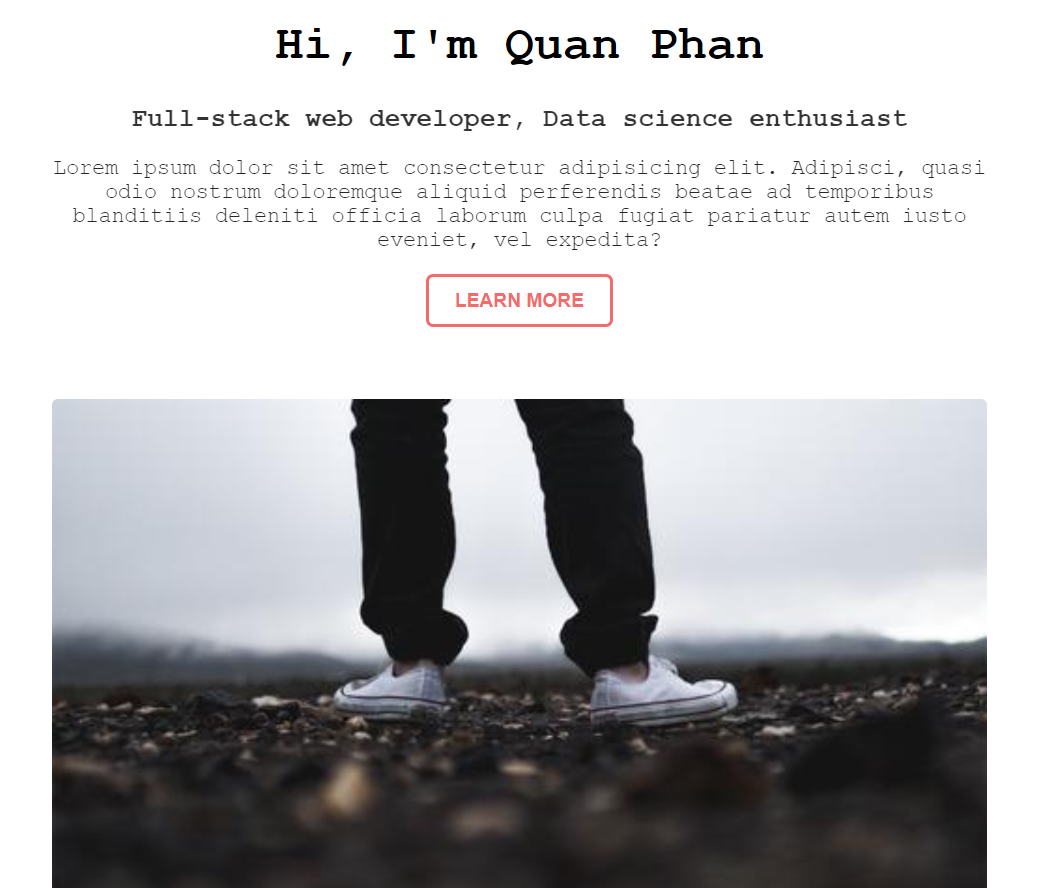 Hi, I'm Quan Phan
Full-stack web developer, Data science enthusiast
Lorem ipsum dolor sit amet consectetur adipisicing elit. Adipisci, quasi
odio nostrum doloremque aliquid perferendis beatae ad temporibus
blanditiis deleniti officia laborum culpa fugiat pariatur autem iusto
eveniet, vel expedita?
LEARN MORE